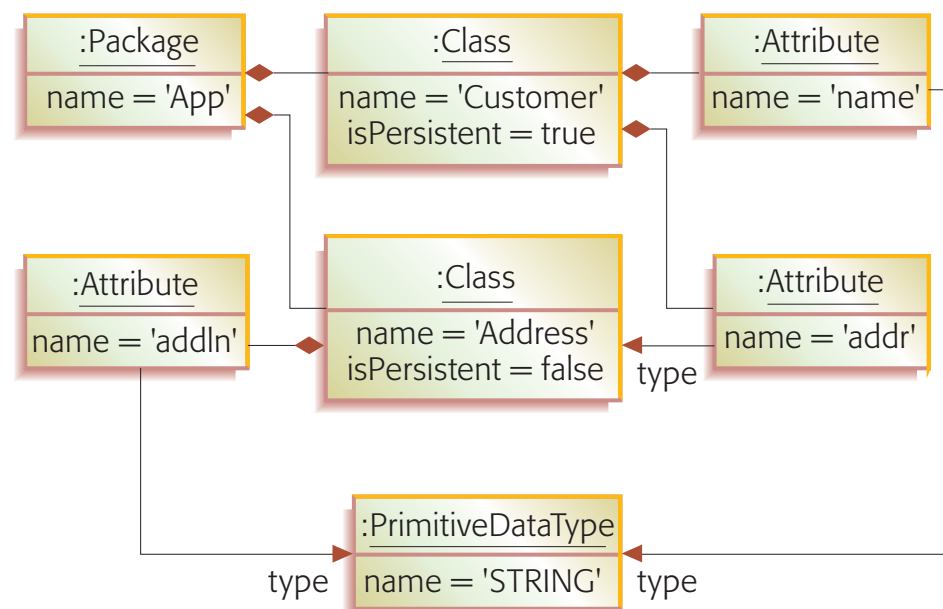 :Package
name = 'App'
:Class
name = 'Customer'
isPersistent = true
:Attribute
name = 'name'
:Attribute
name = 'addln'
:Class
name = 'Address'
isPersistent = false
:Attribute
name = 'addr'
type
:PrimitiveDataType
name = 'STRING'
type
type